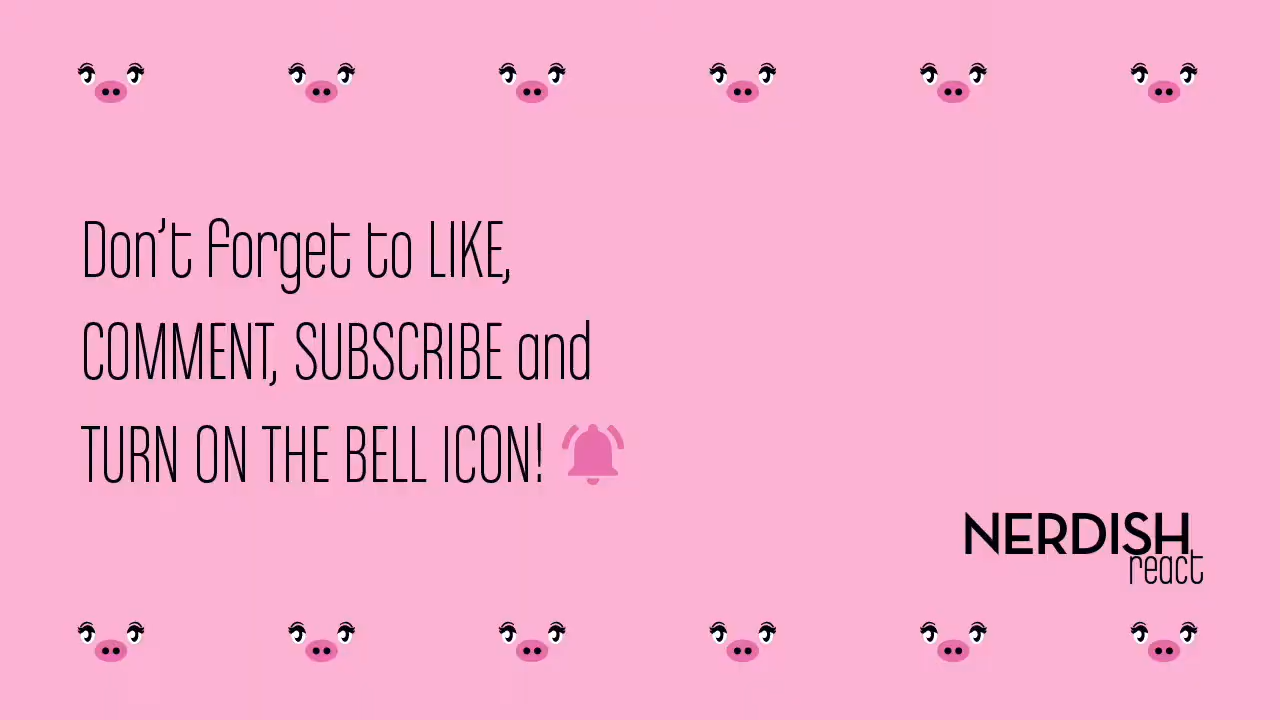 Don't forget to LIKE,
COMMENT, SUBSCRIBE and
TURN ON THE BELL ICON!
NERDISH
react